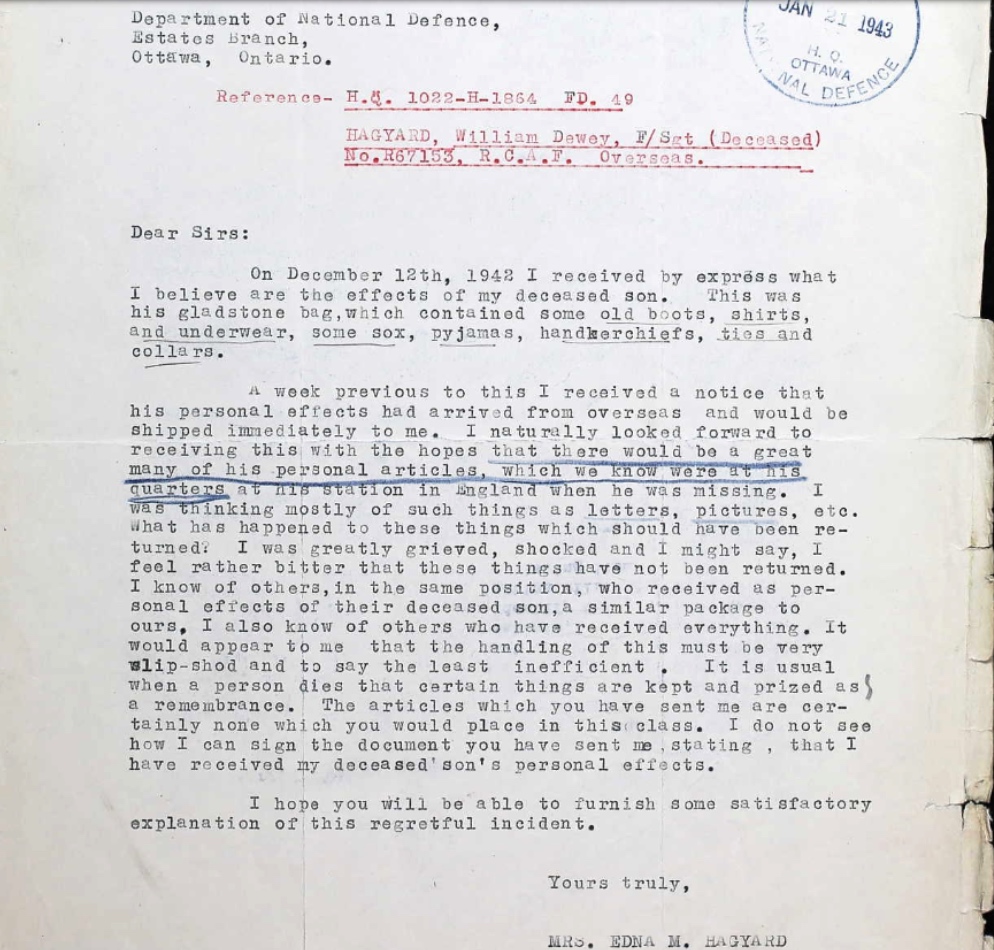 Department of National Defence,
Estates Branch,
Ottawa, Ontario.
JAN 21 1943
H. Q.
OTTAWA
NATIONAL DEFENCE
Reference- H.Q. 1022-H-1864 FD. 49
HAGYARD, William Dewey, F/Sgt (Deceased)
No.R67153, R.C.A.F. Overseas.
Dear Sirs:
On December 12th, 1942 I received by express what
I believe are the effects of my deceased son. This was
his gladstone bag,which contained some old boots, shirts,
and underwear, some sox, pyjamas, handkerchiefs, ties and
collars.
A week previous to this I received a notice that
his personal effects had arrived from overseas and would be
shipped immediately to me. I naturally looked forward to
receiving this with the hopes that there would be a great
many of his personal articles, which we know were at his
quarters at his station in England when he was missing. I
was thinking mostly of such things as letters, pictures, etc.
What has happened to these things which should have been re-
turned? I was greatly grieved, shocked and I might say, I
feel rather bitter that these things have not been returned.
I know of others,in the same position, who received as per-
sonal effects of their deceased son,a similar package to
ours. I also know of others who have received everything. It
would appear to me that the handling of this must be very
slip-shod and to say the least inefficient . It is usual
when a person dies that certain things are kept and prized as
a remembrance. The articles which you have sent me are cer-
tainly none which you would place in this class. I do not see
how I can sign the document you have sent me ,stating , that I
have received my deceased son's personal effects.
I hope you will be able to furnish some satisfactory
explanation of this regretful incident.
Yours truly,
MRS. EDNA M. HAGYARD